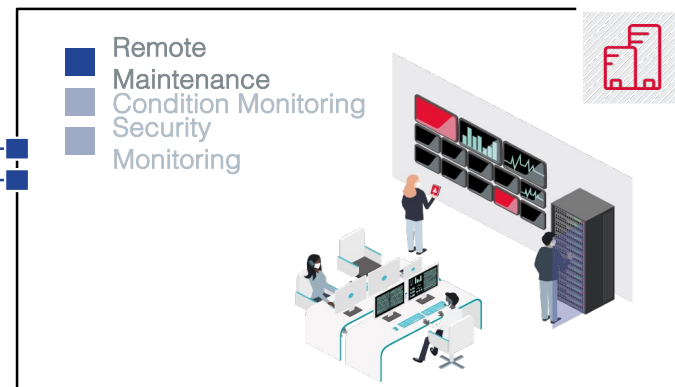 Remote
Maintenance
Condition Monitoring
Security
Monitoring